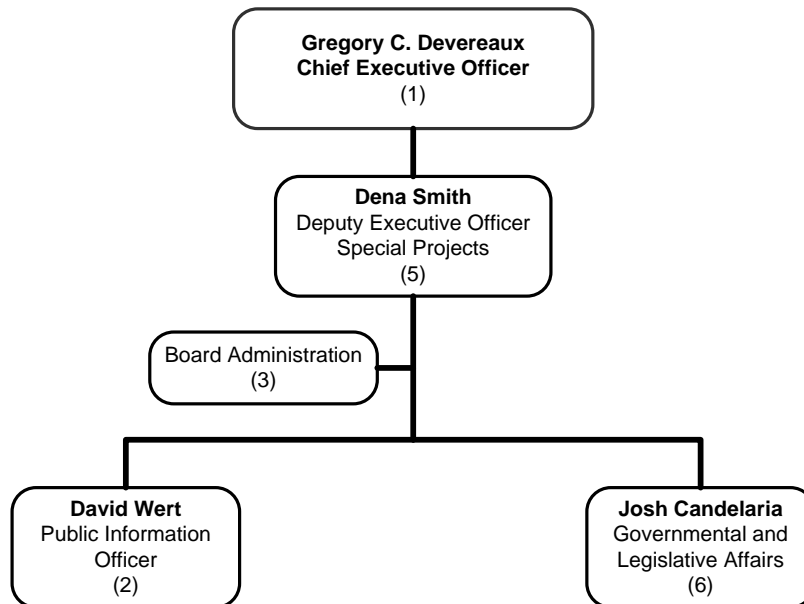 Gregory C. Devereaux
Chief Executive Officer
(1)
Dena Smith
Deputy Executive Officer
Special Projects
(5)
Board Administration
(3)
David Wert
Public Information
Officer
(2)
Josh Candelaria
Governmental and
Legislative Affairs
(6)